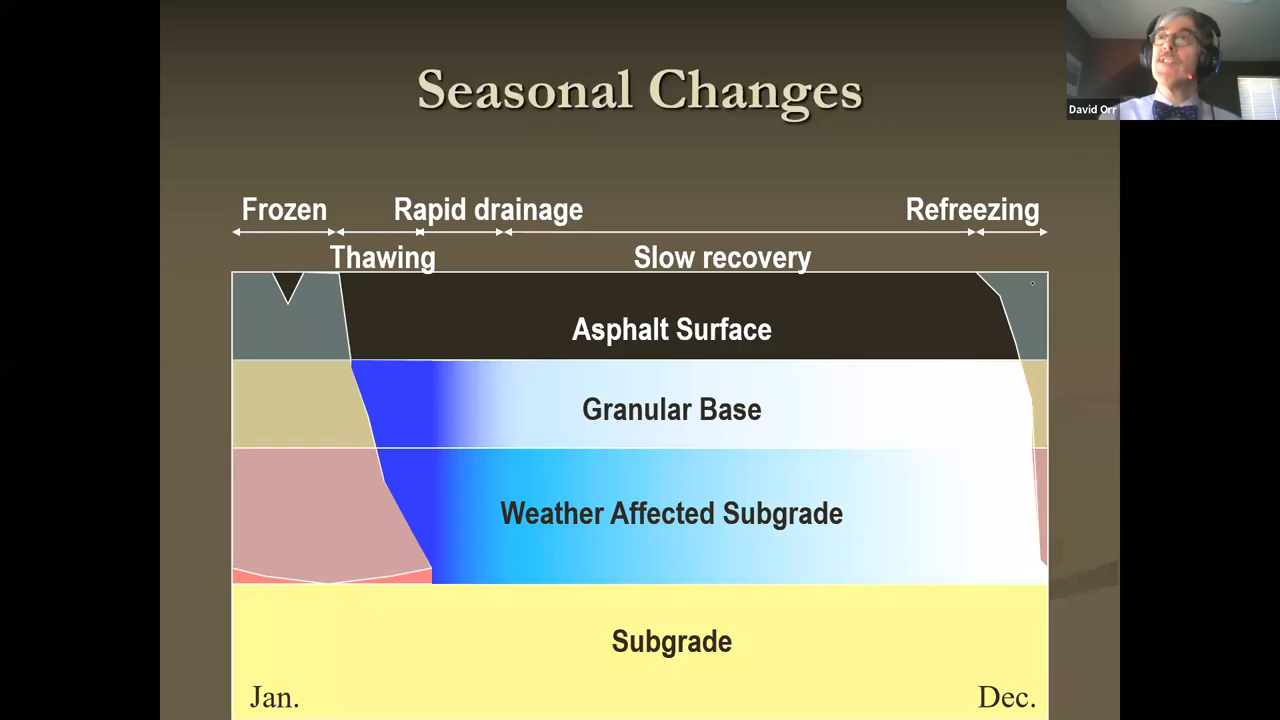 Seasonal Changes
David Orr
Frozen
Rapid drainage
Refreezing
Thawing
Slow recovery
Asphalt Surface
Granular Base
Weather Affected Subgrade
Subgrade
Jan.
Dec.